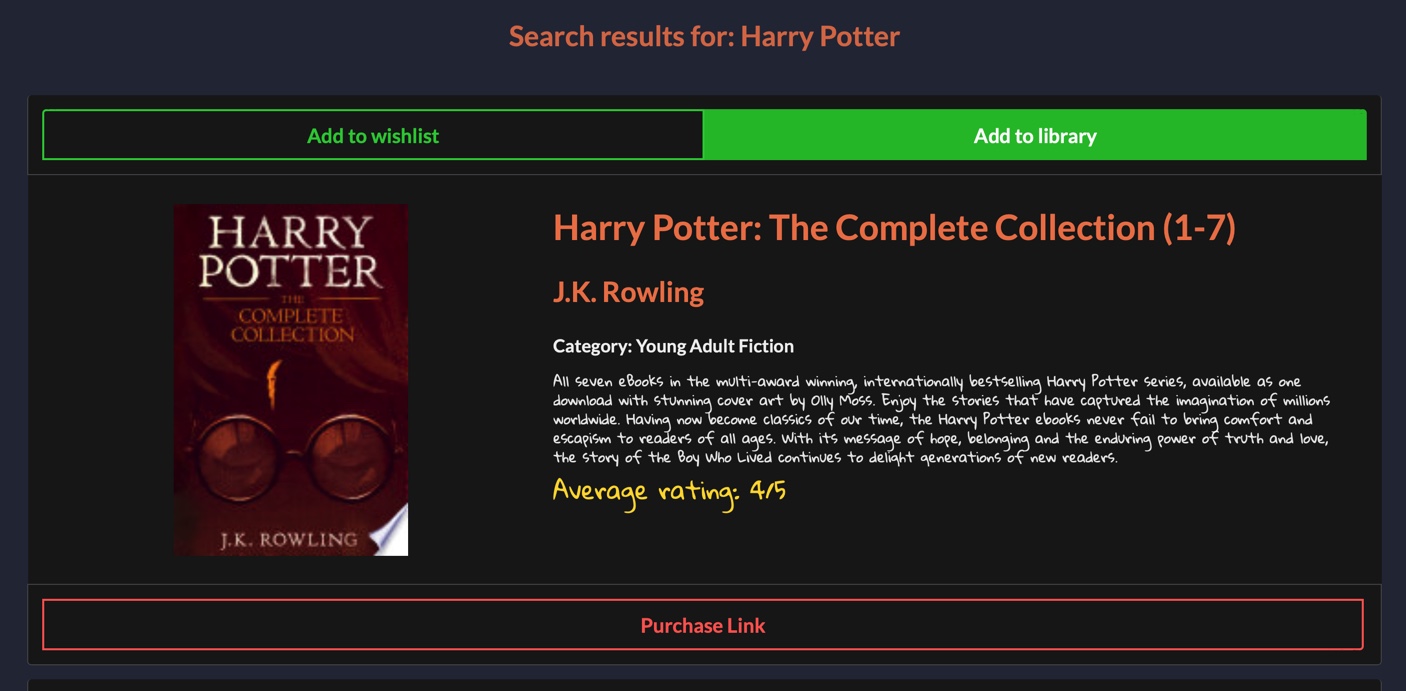 Search results for: Harry Potter
Add to wishlist
Add to library
HARRY
POTTER
THE
COMPLETE
COLLECTION
J.K. ROWLING
Harry Potter: The Complete Collection (1-7)
J.K. Rowling
Category: Young Adult Fiction
All seven eBooks in the multi-award winning, internationally bestselling Harry Potter series, available as one
download with stunning cover art by Olly Moss. Enjoy the stories that have captured the imagination of millions
worldwide. Having now become classics of our time, the Harry Potter ebooks never fail to bring comfort and
escapism to readers of all ages. With its message of hope, belonging and the enduring power of truth and love,
the story of the Boy Who Lived continues to delight generations of new readers.
Average rating: 4/5
Purchase Link